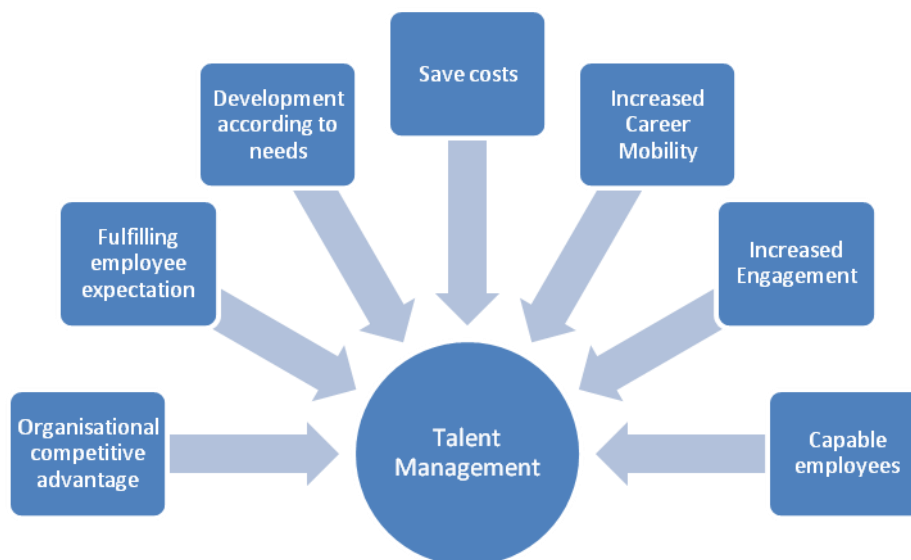 Save costs
Development
according to
needs
Increased
Career
Mobility
Fulfilling
employee
expectation
Increased
Engagement
Organisational
competitive
advantage
Talent
Management
Capable
employees